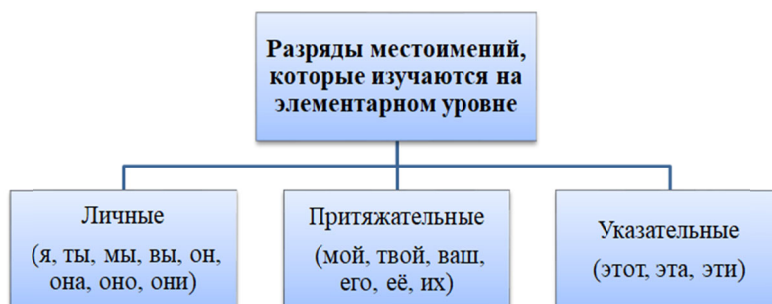 Разряды местоимений,
которые изучаются на
элементарном уровне
Личные
(я, ты, мы, вы, он,
она, оно, они)
Притяжательные
(мой, твой, ваш,
его, её, их)
Указательные
(этот, эта, эти)